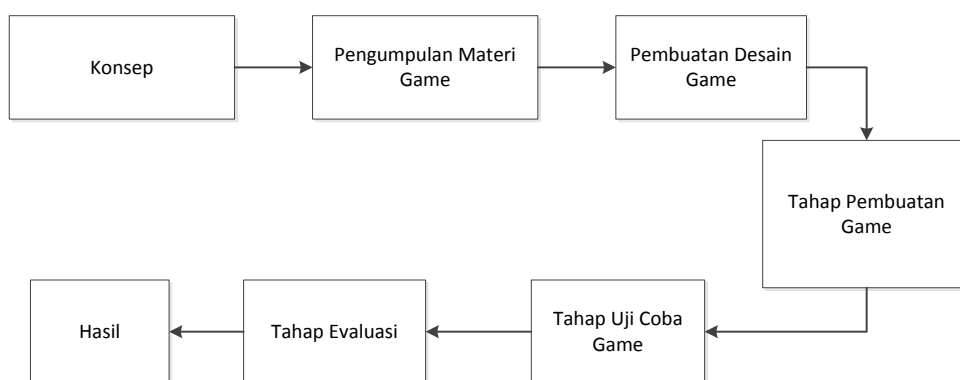 Konsep
Pengumpulan Materi
Game
Pembuatan Desain
Game
Tahap Pembuatan
Game
Tahap Uji Coba
Game
Tahap Evaluasi
Hasil